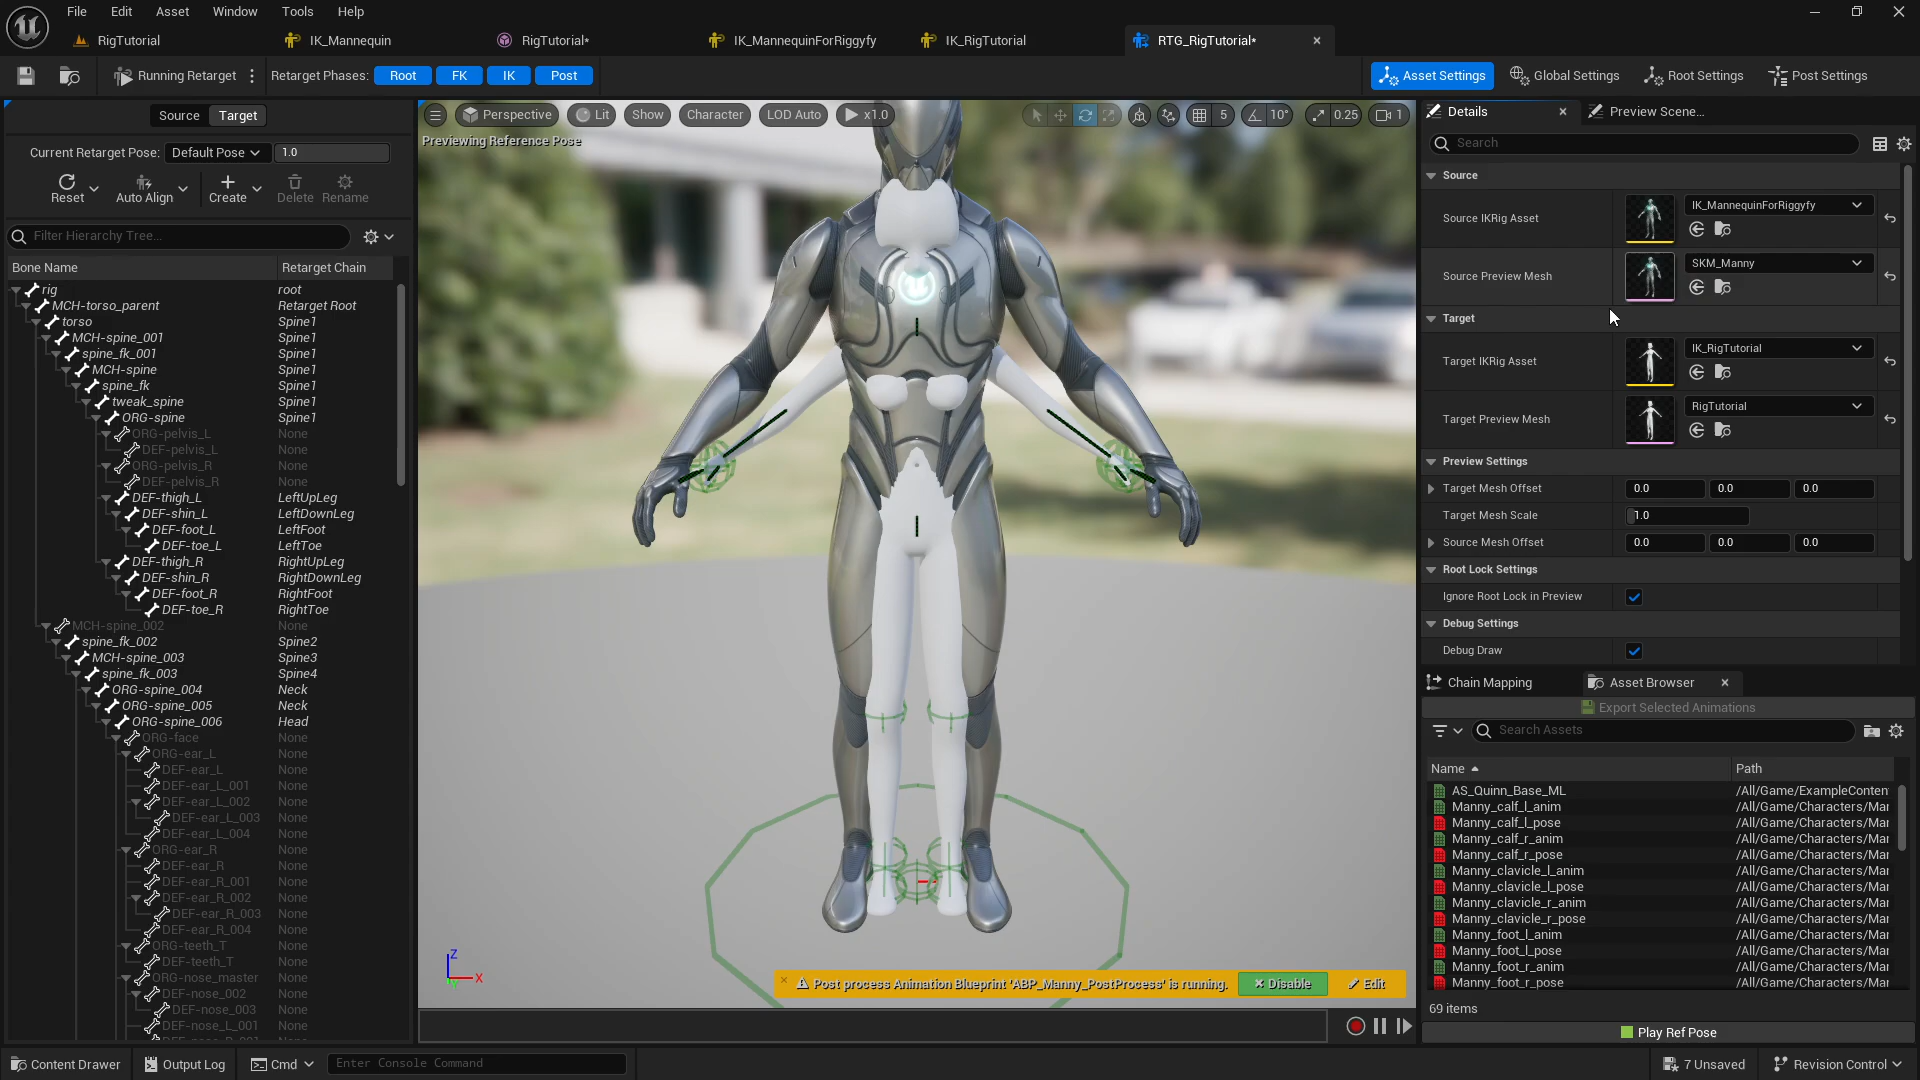 File Edit Asset Window Tools Help
RigTutorial IK_Mannequin RigTutorial* IK_MannequinForRiggyfy IK_RigTutorial RTG_RigTutorial*
Running Retarget Retarget Phases: Root FK IK Post Asset Settings Global Settings Root Settings Post Settings
Source Target
Current Retarget Pose: Default Pose 1.0
Reset Auto Align Create Delete Rename
Filter Hierarchy Tree...
Bone Name Retarget Chain
rig root
MCH-torso_parent Retarget Root
torso Spine1
MCH-spine_001 Spine1
spine_fk_001 Spine1
MCH-spine Spine1
spine_fk Spine1
tweak_spine Spine1
ORG-spine Spine1
ORG-pelvis_L None
DEF-pelvis_L None
ORG-pelvis_R None
DEF-pelvis_R None
DEF-thigh_L LeftUpLeg
DEF-shin_L LeftDownLeg
DEF-foot_L LeftFoot
DEF-toe_L LeftToe
DEF-thigh_R RightUpLeg
DEF-shin_R RightDownLeg
DEF-foot_R RightFoot
DEF-toe_R RightToe
MCH-spine_002 None
spine_fk_002 Spine2
MCH-spine_003 Spine3
spine_fk_003 Spine4
ORG-spine_004 Neck
ORG-spine_005 Neck
ORG-spine_006 Head
ORG-face None
ORG-ear_L None
DEF-ear_L None
DEF-ear_L_001 None
DEF-ear_L_002 None
DEF-ear_L_003 None
DEF-ear_L_004 None
ORG-ear_R None
DEF-ear_R None
DEF-ear_R_001 None
DEF-ear_R_002 None
DEF-ear_R_003 None
DEF-ear_R_004 None
ORG-teeth_T None
DEF-teeth_T None
ORG-nose_master None
DEF-nose_002 None
DEF-nose_003 None
DEF-nose_L_001 None
Perspective Lit Show Character LOD Auto x1.0 5 10° 0.25 1
Previewing Reference Pose
Z
X
Post process Animation Blueprint 'ABP_Manny_PostProcess' is running. Disable Edit
Details Preview Scene...
Search
Source
Source IKRig Asset IK_MannequinForRiggyfy
Source Preview Mesh SKM_Manny
Target
Target IKRig Asset IK_RigTutorial
Target Preview Mesh RigTutorial
Preview Settings
Target Mesh Offset 0.0 0.0 0.0
Target Mesh Scale 1.0
Source Mesh Offset 0.0 0.0 0.0
Root Lock Settings
Ignore Root Lock in Preview
Debug Settings
Debug Draw
Chain Mapping Asset Browser
Export Selected Animations
Search Assets
Name Path
AS_Quinn_Base_ML /All/Game/ExampleConten
Manny_calf_l_anim /All/Game/Characters/Mar
Manny_calf_l_pose /All/Game/Characters/Mar
Manny_calf_r_anim /All/Game/Characters/Mar
Manny_calf_r_pose /All/Game/Characters/Mar
Manny_clavicle_l_anim /All/Game/Characters/Mar
Manny_clavicle_l_pose /All/Game/Characters/Mar
Manny_clavicle_r_anim /All/Game/Characters/Mar
Manny_clavicle_r_pose /All/Game/Characters/Mar
Manny_foot_l_anim /All/Game/Characters/Mar
Manny_foot_l_pose /All/Game/Characters/Mar
Manny_foot_r_anim /All/Game/Characters/Mar
Manny_foot_r_pose /All/Game/Characters/Mar
69 items
Play Ref Pose
Content Drawer Output Log Cmd Enter Console Command 7 Unsaved Revision Control